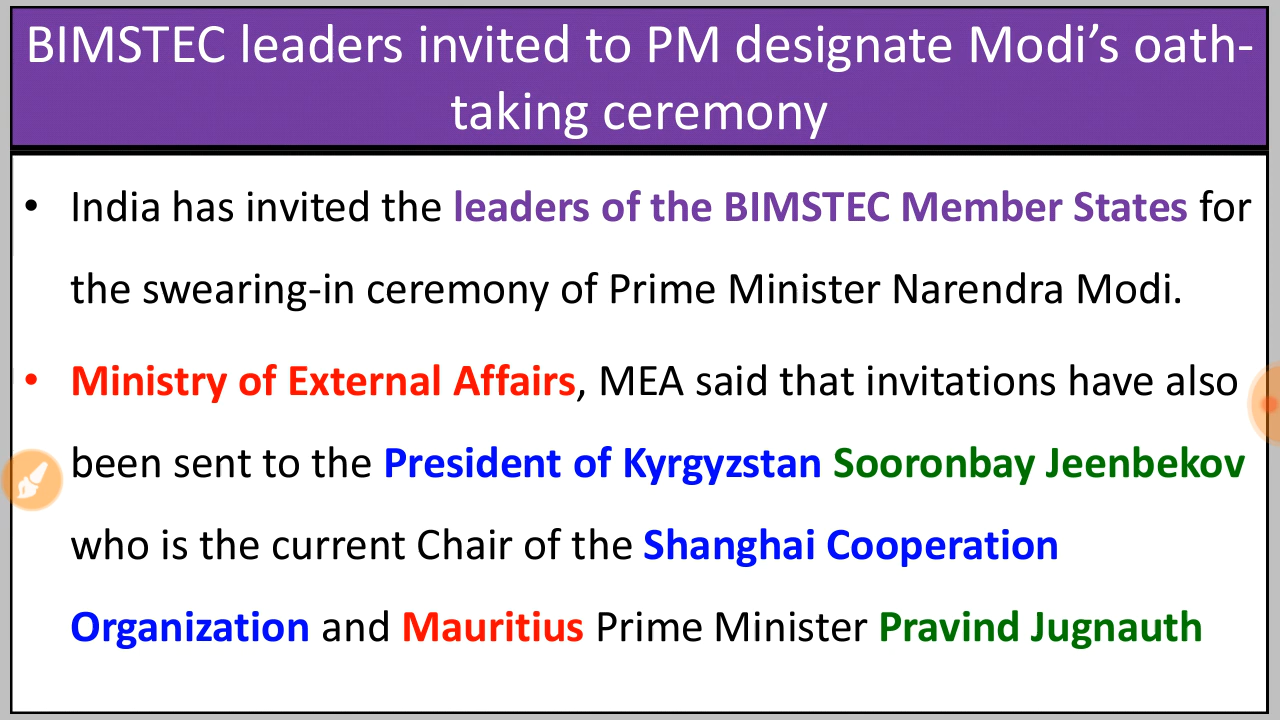 BIMSTEC leaders invited to PM designate Modi’s oath-
taking ceremony
• India has invited the leaders of the BIMSTEC Member States for
the swearing-in ceremony of Prime Minister Narendra Modi.
• Ministry of External Affairs, MEA said that invitations have also
been sent to the President of Kyrgyzstan Sooronbay Jeenbekov
who is the current Chair of the Shanghai Cooperation
Organization and Mauritius Prime Minister Pravind Jugnauth